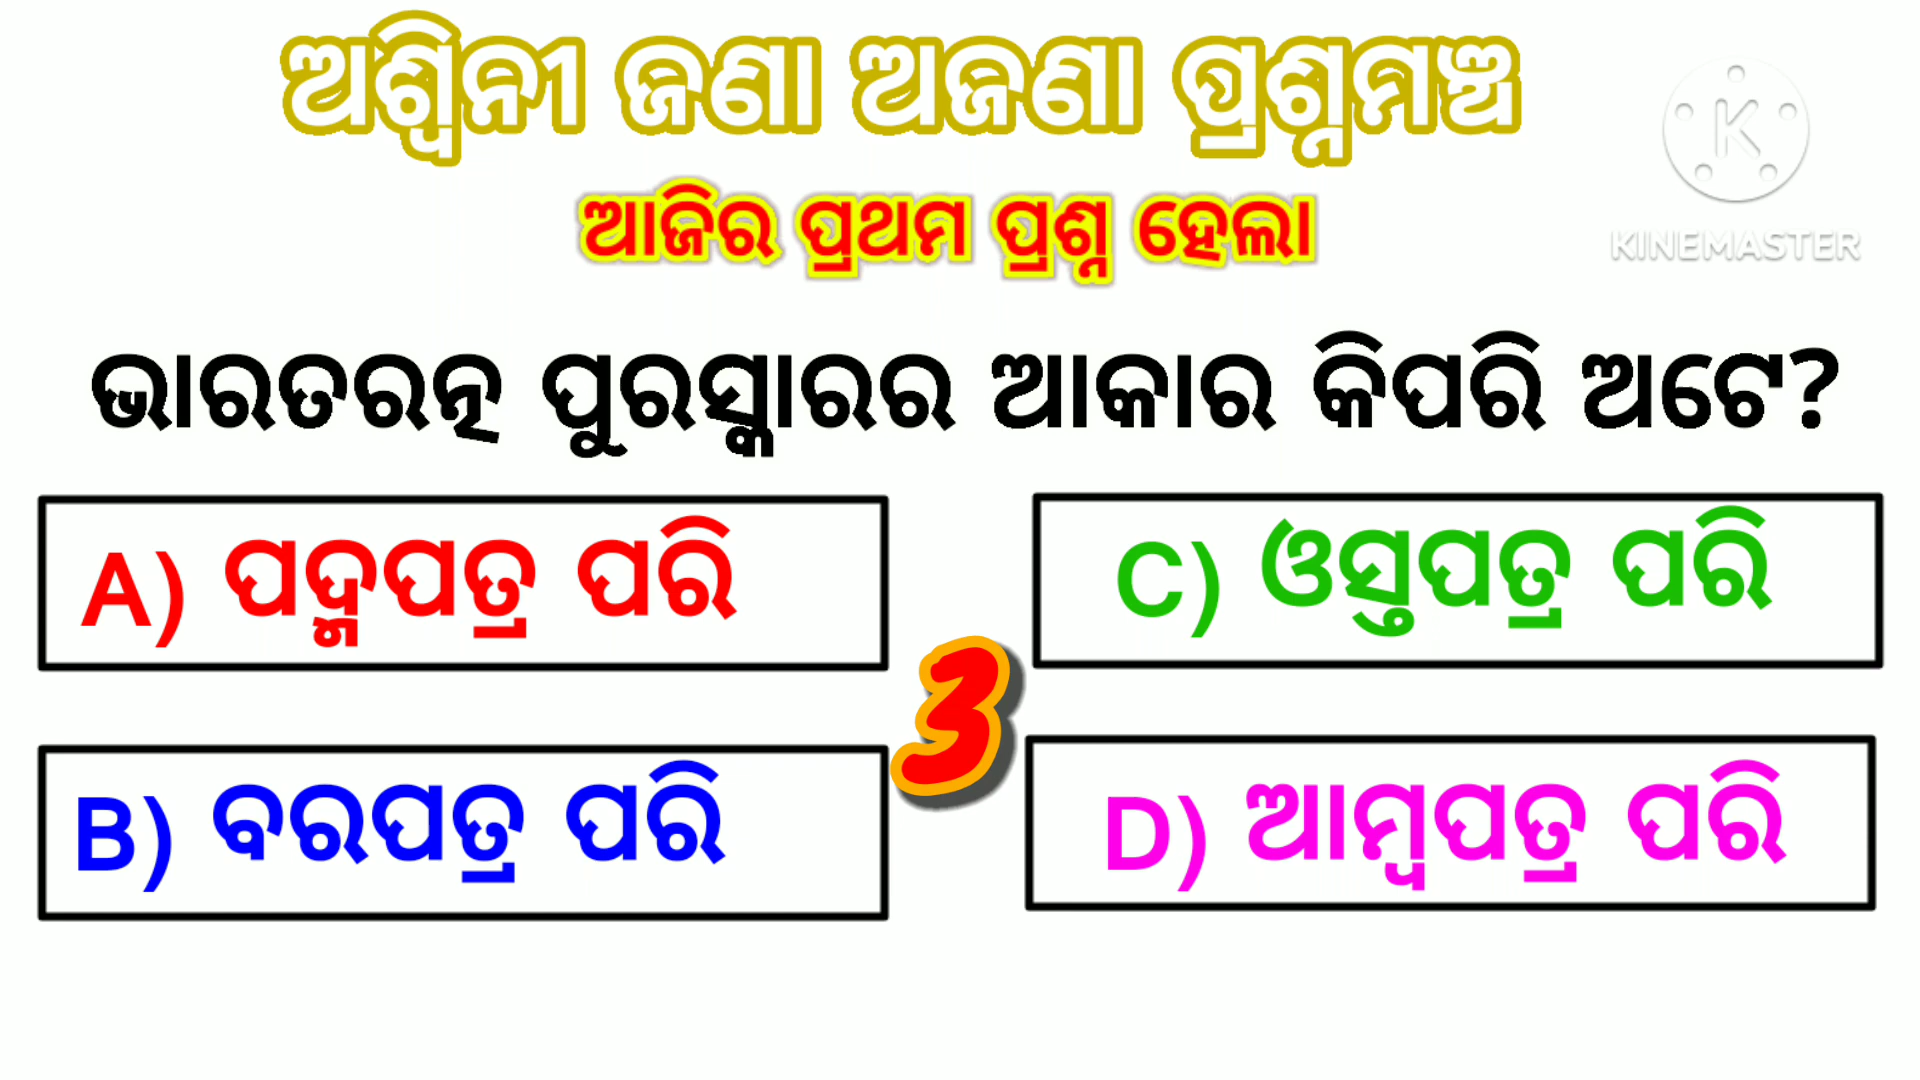 ଅଶ୍ୱିନୀ ଜଣା ଅଜଣା ପ୍ରଶ୍ନମଞ୍ଚ
KINEMASTER
ଆଜିର ପ୍ରଥମ ପ୍ରଶ୍ନ ହେଲା
ଭାରତରତ୍ନ ପୁରସ୍କାରର ଆକାର କିପରି ଅଟେ?
A) ପଦ୍ମପତ୍ର ପରି
C) ଓସ୍ତପତ୍ର ପରି
3
B) ବରପତ୍ର ପରି
D) ଆମ୍ବପତ୍ର ପରି